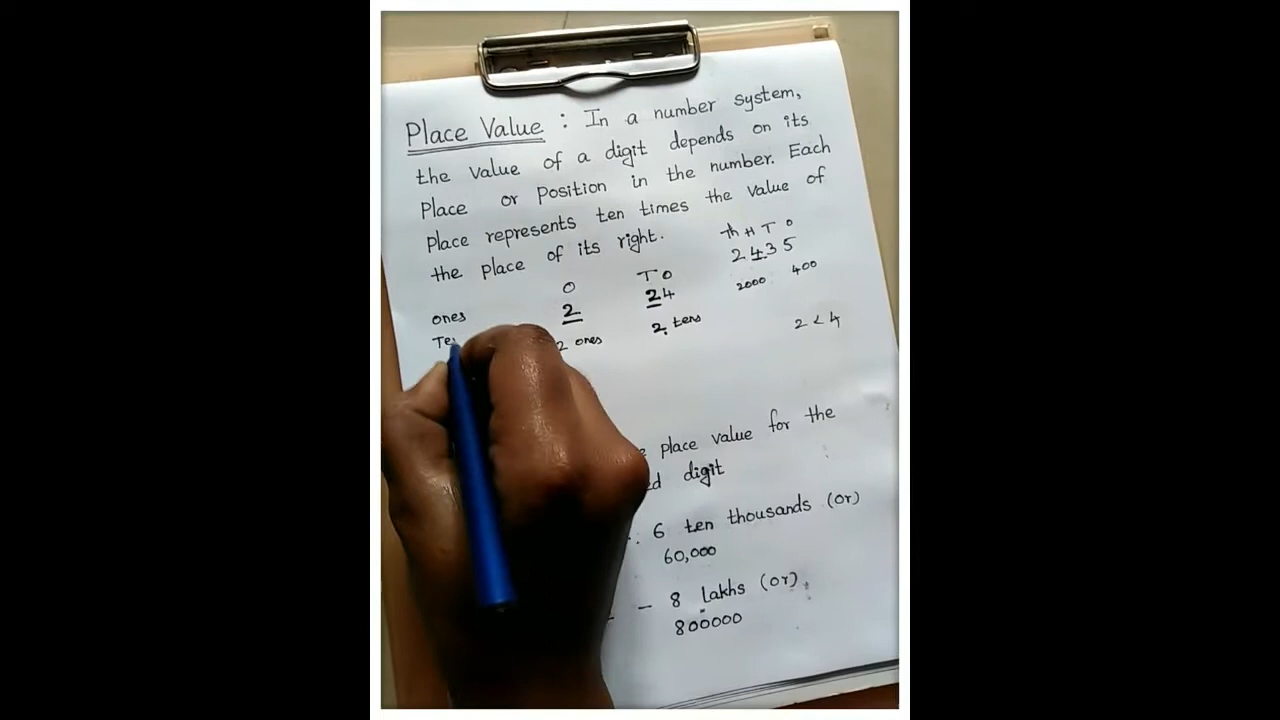 Place Value : In a number system,
the value of a digit depends on its
Place or Position in the number. Each
Place represents ten times the value of
the place of its right.
Th H T O
2 4 3 5
2000 400
O
2
2 ones
T O
24
2 tens
2 < 4
ones
place value for the
digit
6 ten thousands (or)
60,000
- 8 lakhs (or)
800000